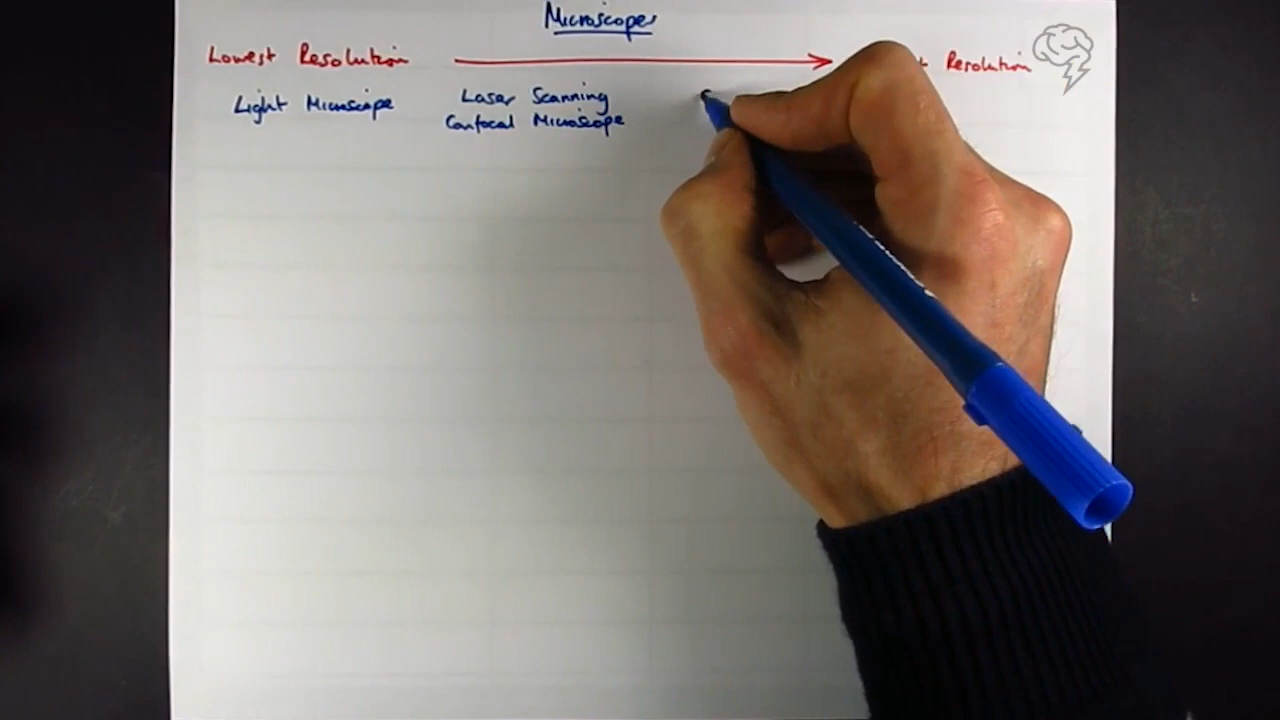 Microscopes
Lowest Resolution
Resolution
Light Microscope
Laser Scanning
Confocal Microscope